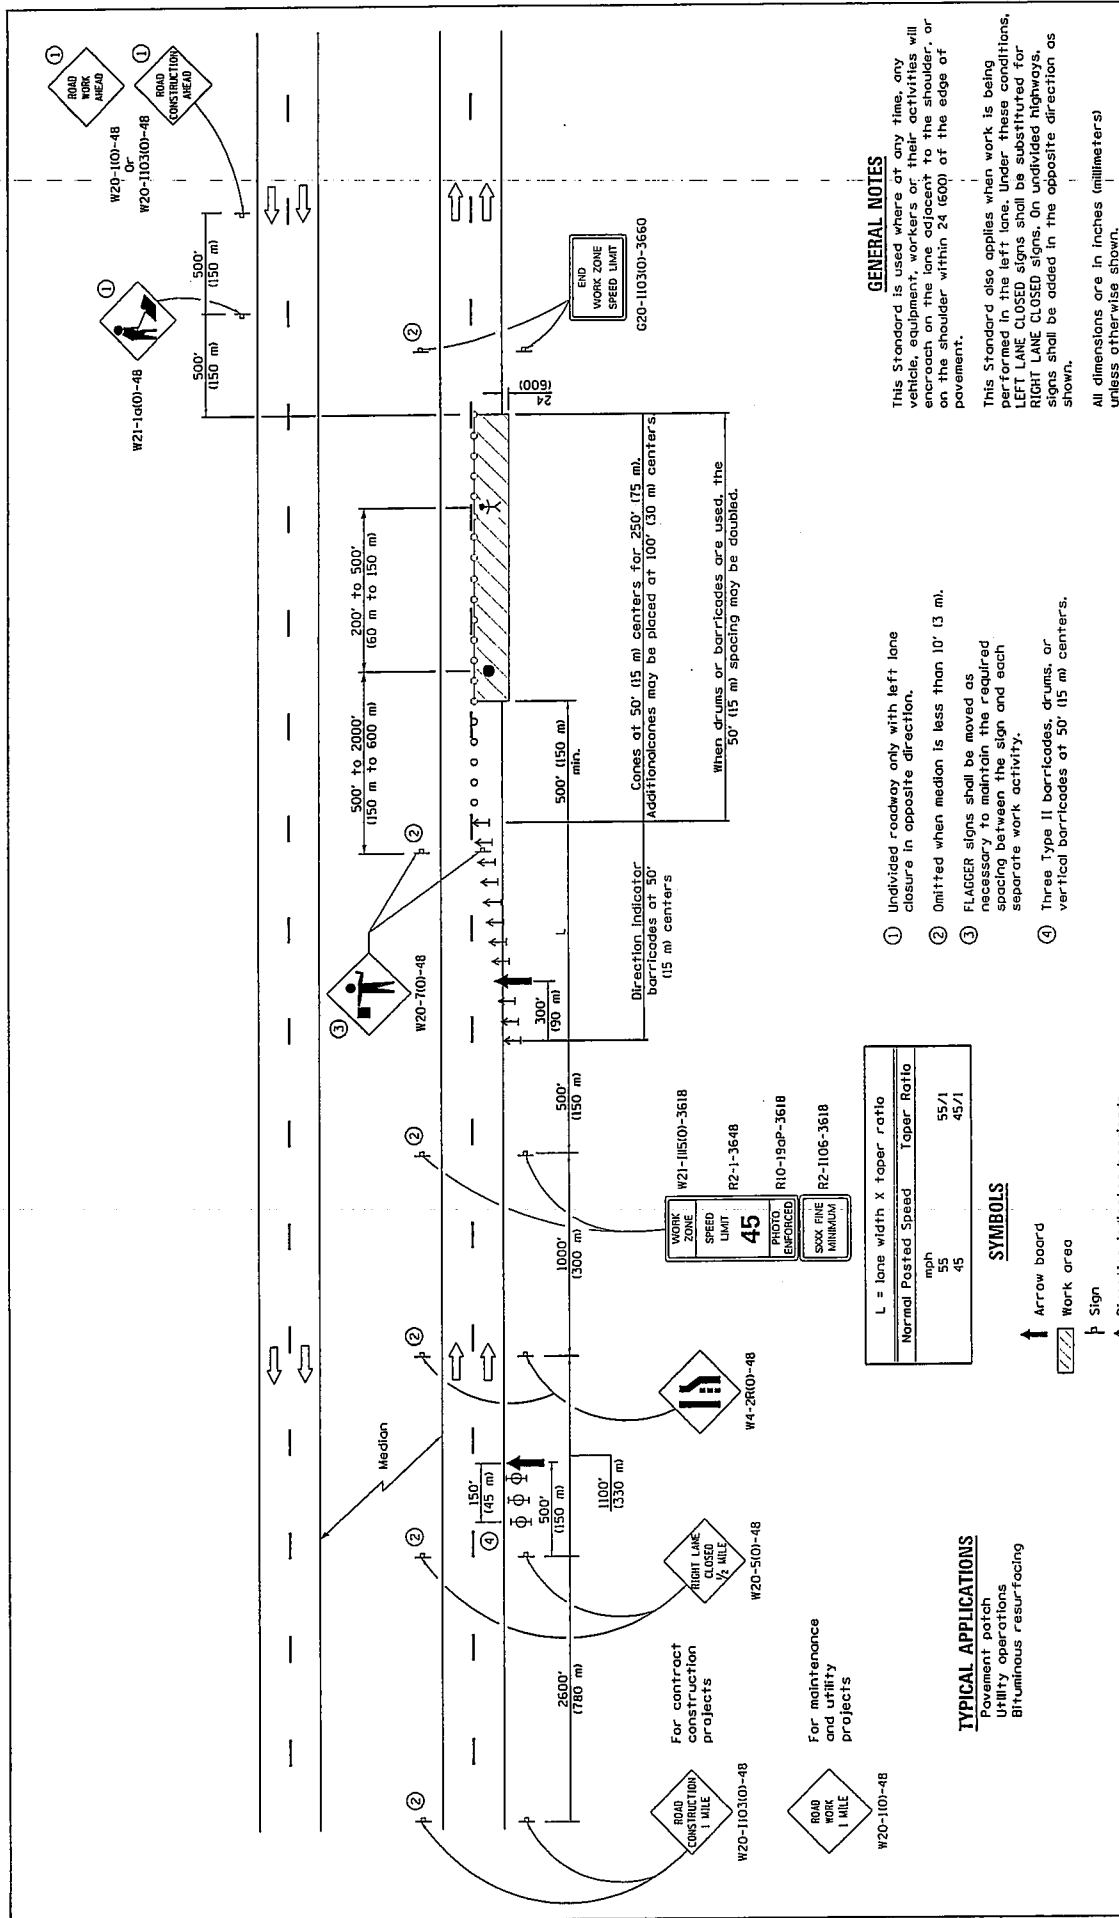 ①
ROAD
WORK
AHEAD
W20-1(O)-48
Or
W20-1103(O)-48
①
ROAD
CONSTRUCTION
AHEAD
①
W21-1a(O)-48
500'
(150 m)
500'
(150 m)
③
W20-7(O)-48
②
500' to 2000'
(150 m to 600 m)
200' to 500'
(60 m to 150 m)
②
END
WORK ZONE
SPEED LIMIT
G20-1103(O)-3660
24
(600)
Median
②
②
②
②
④
150'
(45 m)
500'
(150 m)
2600'
(780 m)
1100'
(330 m)
1000'
(300 m)
500'
(150 m)
300'
(90 m)
L
500' (150 m)
min.
Direction Indicator
barricades at 50'
(15 m) centers
Cones at 50' (15 m) centers for 250' (75 m).
Additional cones may be placed at 100' (30 m) centers.
When drums or barricades are used, the
50' (15 m) spacing may be doubled.
ROAD
CONSTRUCTION
1 MILE
W20-1103(O)-48
For contract
construction
projects
ROAD
WORK
1 MILE
W20-1(O)-48
For maintenance
and utility
projects
RIGHT LANE
CLOSED
1/2 MILE
W20-5(O)-48
W4-2R(O)-48
WORK
ZONE
SPEED
LIMIT
45
PHOTO
ENFORCED
$XXX FINE
MINIMUM
W21-1115(O)-3618
R2-1-3648
R10-19aP-3618
R2-1106-3618
L = lane width X taper ratio
Normal Posted Speed Taper Ratio
mph
55 55/1
45 45/1
SYMBOLS
Arrow board
Work area
Sign
TYPICAL APPLICATIONS
Pavement patch
Utility operations
Bituminous resurfacing
① Undivided roadway only with left lane
closure in opposite direction.
② Omitted when median is less than 10' (3 m).
③ FLAGGER signs shall be moved as
necessary to maintain the required
spacing between the sign and each
separate work activity.
④ Three Type II barricades, drums, or
vertical barricades at 50' (15 m) centers.
GENERAL NOTES
This Standard is used where at any time, any
vehicle, equipment, workers or their activities will
encroach on the lane adjacent to the shoulder, or
on the shoulder within 24 (600) of the edge of
pavement.
This Standard also applies when work is being
performed in the left lane. Under these conditions,
LEFT LANE CLOSED signs shall be substituted for
RIGHT LANE CLOSED signs. On undivided highways,
signs shall be added in the opposite direction as
shown.
All dimensions are in inches (millimeters)
unless otherwise shown.